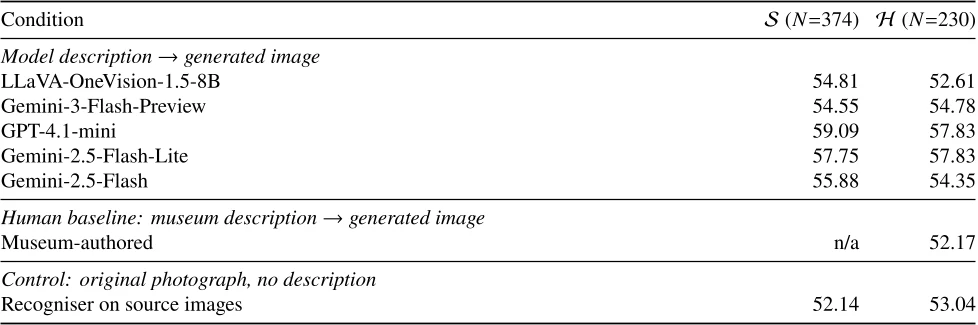 Condition 𝒮 (N=374) ℋ (N=230)
Model description → generated image
LLaVA-OneVision-1.5-8B 54.81 52.61
Gemini-3-Flash-Preview 54.55 54.78
GPT-4.1-mini 59.09 57.83
Gemini-2.5-Flash-Lite 57.75 57.83
Gemini-2.5-Flash 55.88 54.35
Human baseline: museum description → generated image
Museum-authored n/a 52.17
Control: original photograph, no description
Recogniser on source images 52.14 53.04